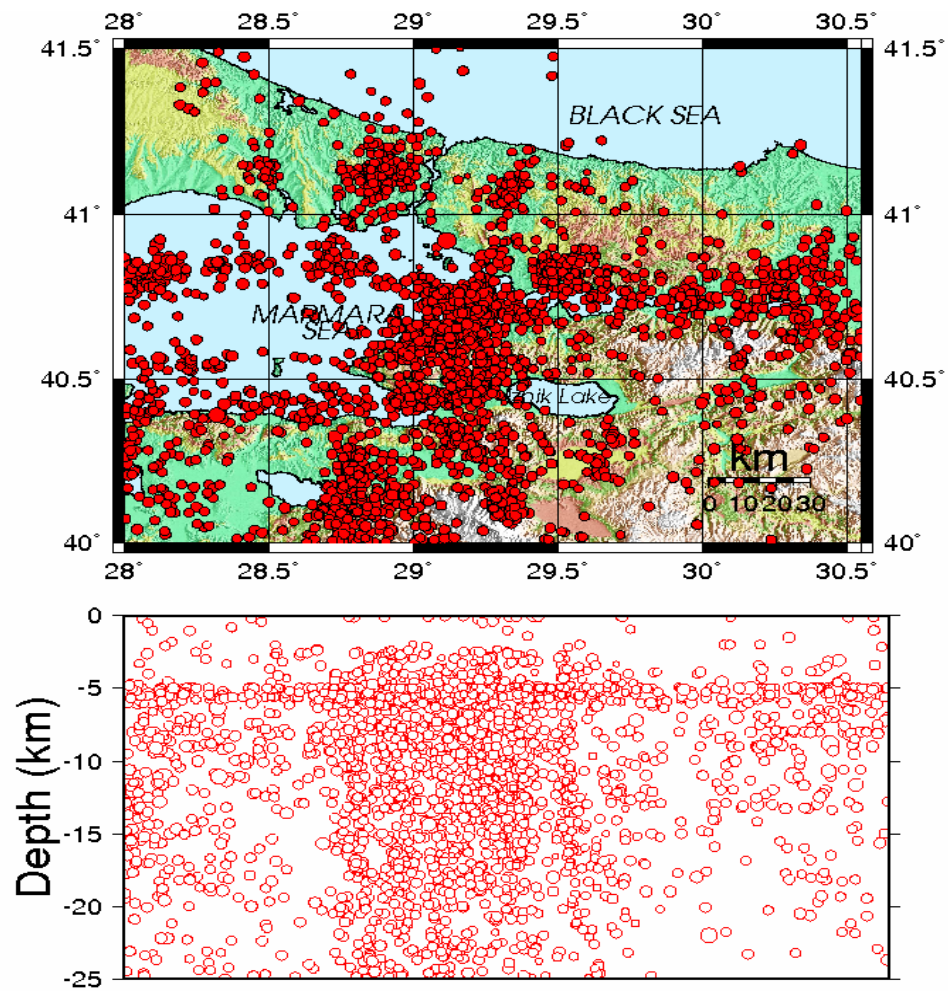 28˚ 28.5˚ 29˚ 29.5˚ 30˚ 30.5˚
41.5˚ 41.5˚
BLACK SEA
41˚ 41˚
MARMARA
SEA
40.5˚ 40.5˚
Iznik Lake
km
0 10 20 30
40˚ 40˚
28˚ 28.5˚ 29˚ 29.5˚ 30˚ 30.5˚
0
-5
-10
-15
-20
-25
Depth (km)